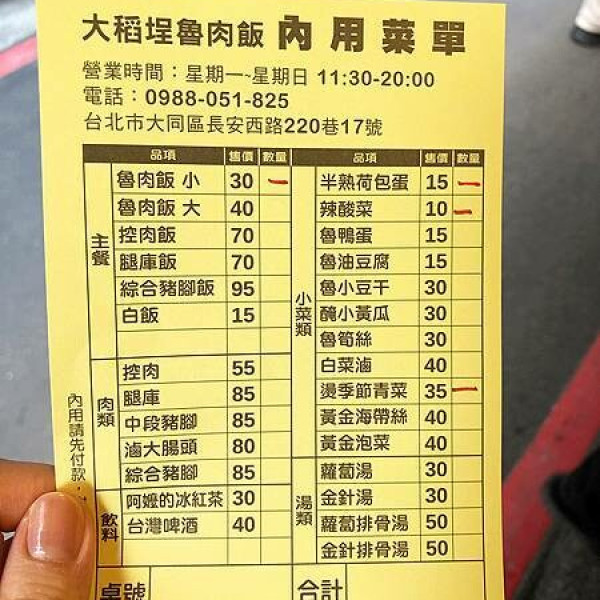 大稻埕魯肉飯 內用菜單
營業時間：星期一~星期日 11:30-20:00
電話：0988-051-825
台北市大同區長安西路220巷17號
品項 售價 數量
主餐
魯肉飯 小 30 一
魯肉飯 大 40
控肉飯 70
腿庫飯 70
綜合豬腳飯 95
白飯 15
肉類
控肉 55
腿庫 85
中段豬腳 85
滷大腸頭 80
綜合豬腳 85
飲料
阿嬤的冰紅茶 30
台灣啤酒 40
品項 售價 數量
小菜類
半熟荷包蛋 15 一
辣酸菜 10 一
魯鴨蛋 15
魯油豆腐 15
魯小豆干 30
醃小黃瓜 30
魯筍絲 30
白菜滷 40
燙季節青菜 35 一
黃金海帶絲 40
黃金泡菜 40
湯類
蘿蔔湯 30
金針湯 30
蘿蔔排骨湯 50
金針排骨湯 50
桌號
合計
內用請先付款，